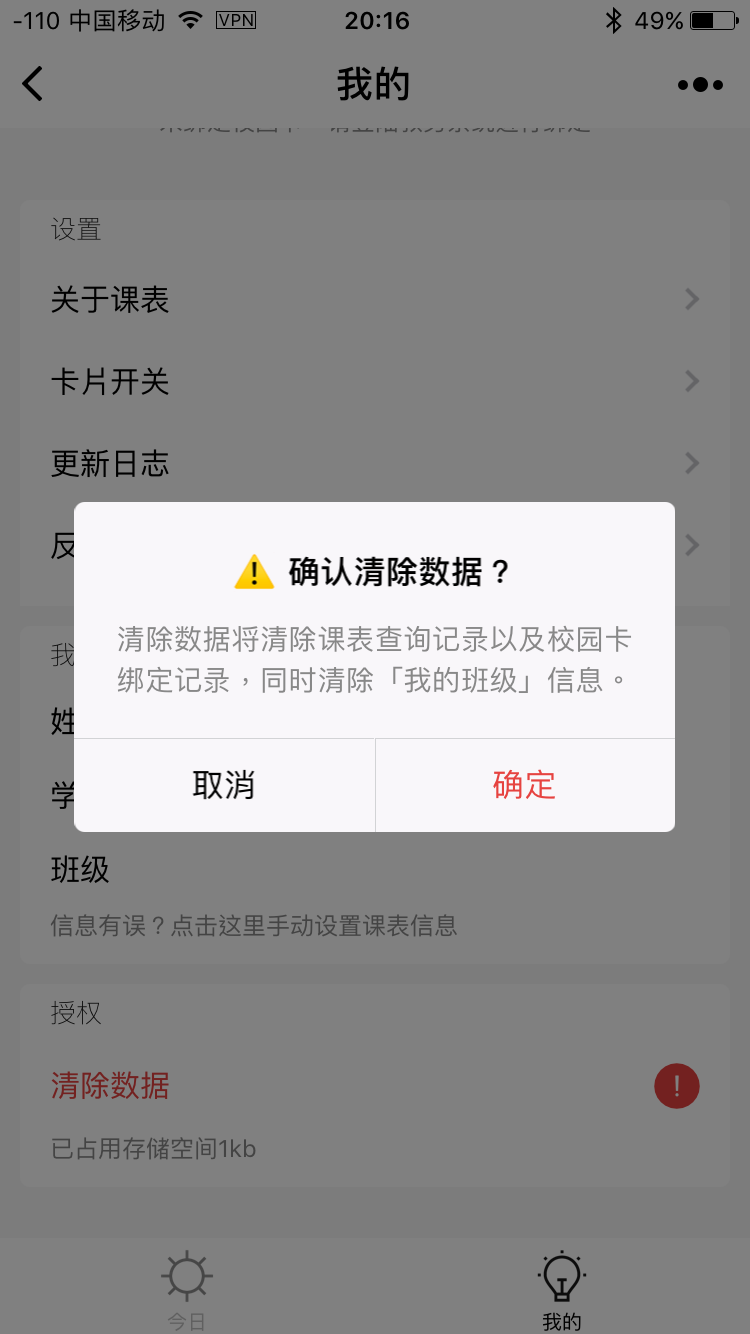 -110 中国移动 VPN 20:16 49%
我的
设置
关于课表
卡片开关
更新日志
反
⚠️ 确认清除数据？
清除数据将清除课表查询记录以及校园卡
绑定记录，同时清除「我的班级」信息。
取消 确定
我
姓
学
班级
信息有误？点击这里手动设置课表信息
授权
清除数据
已占用存储空间1kb
今日 我的